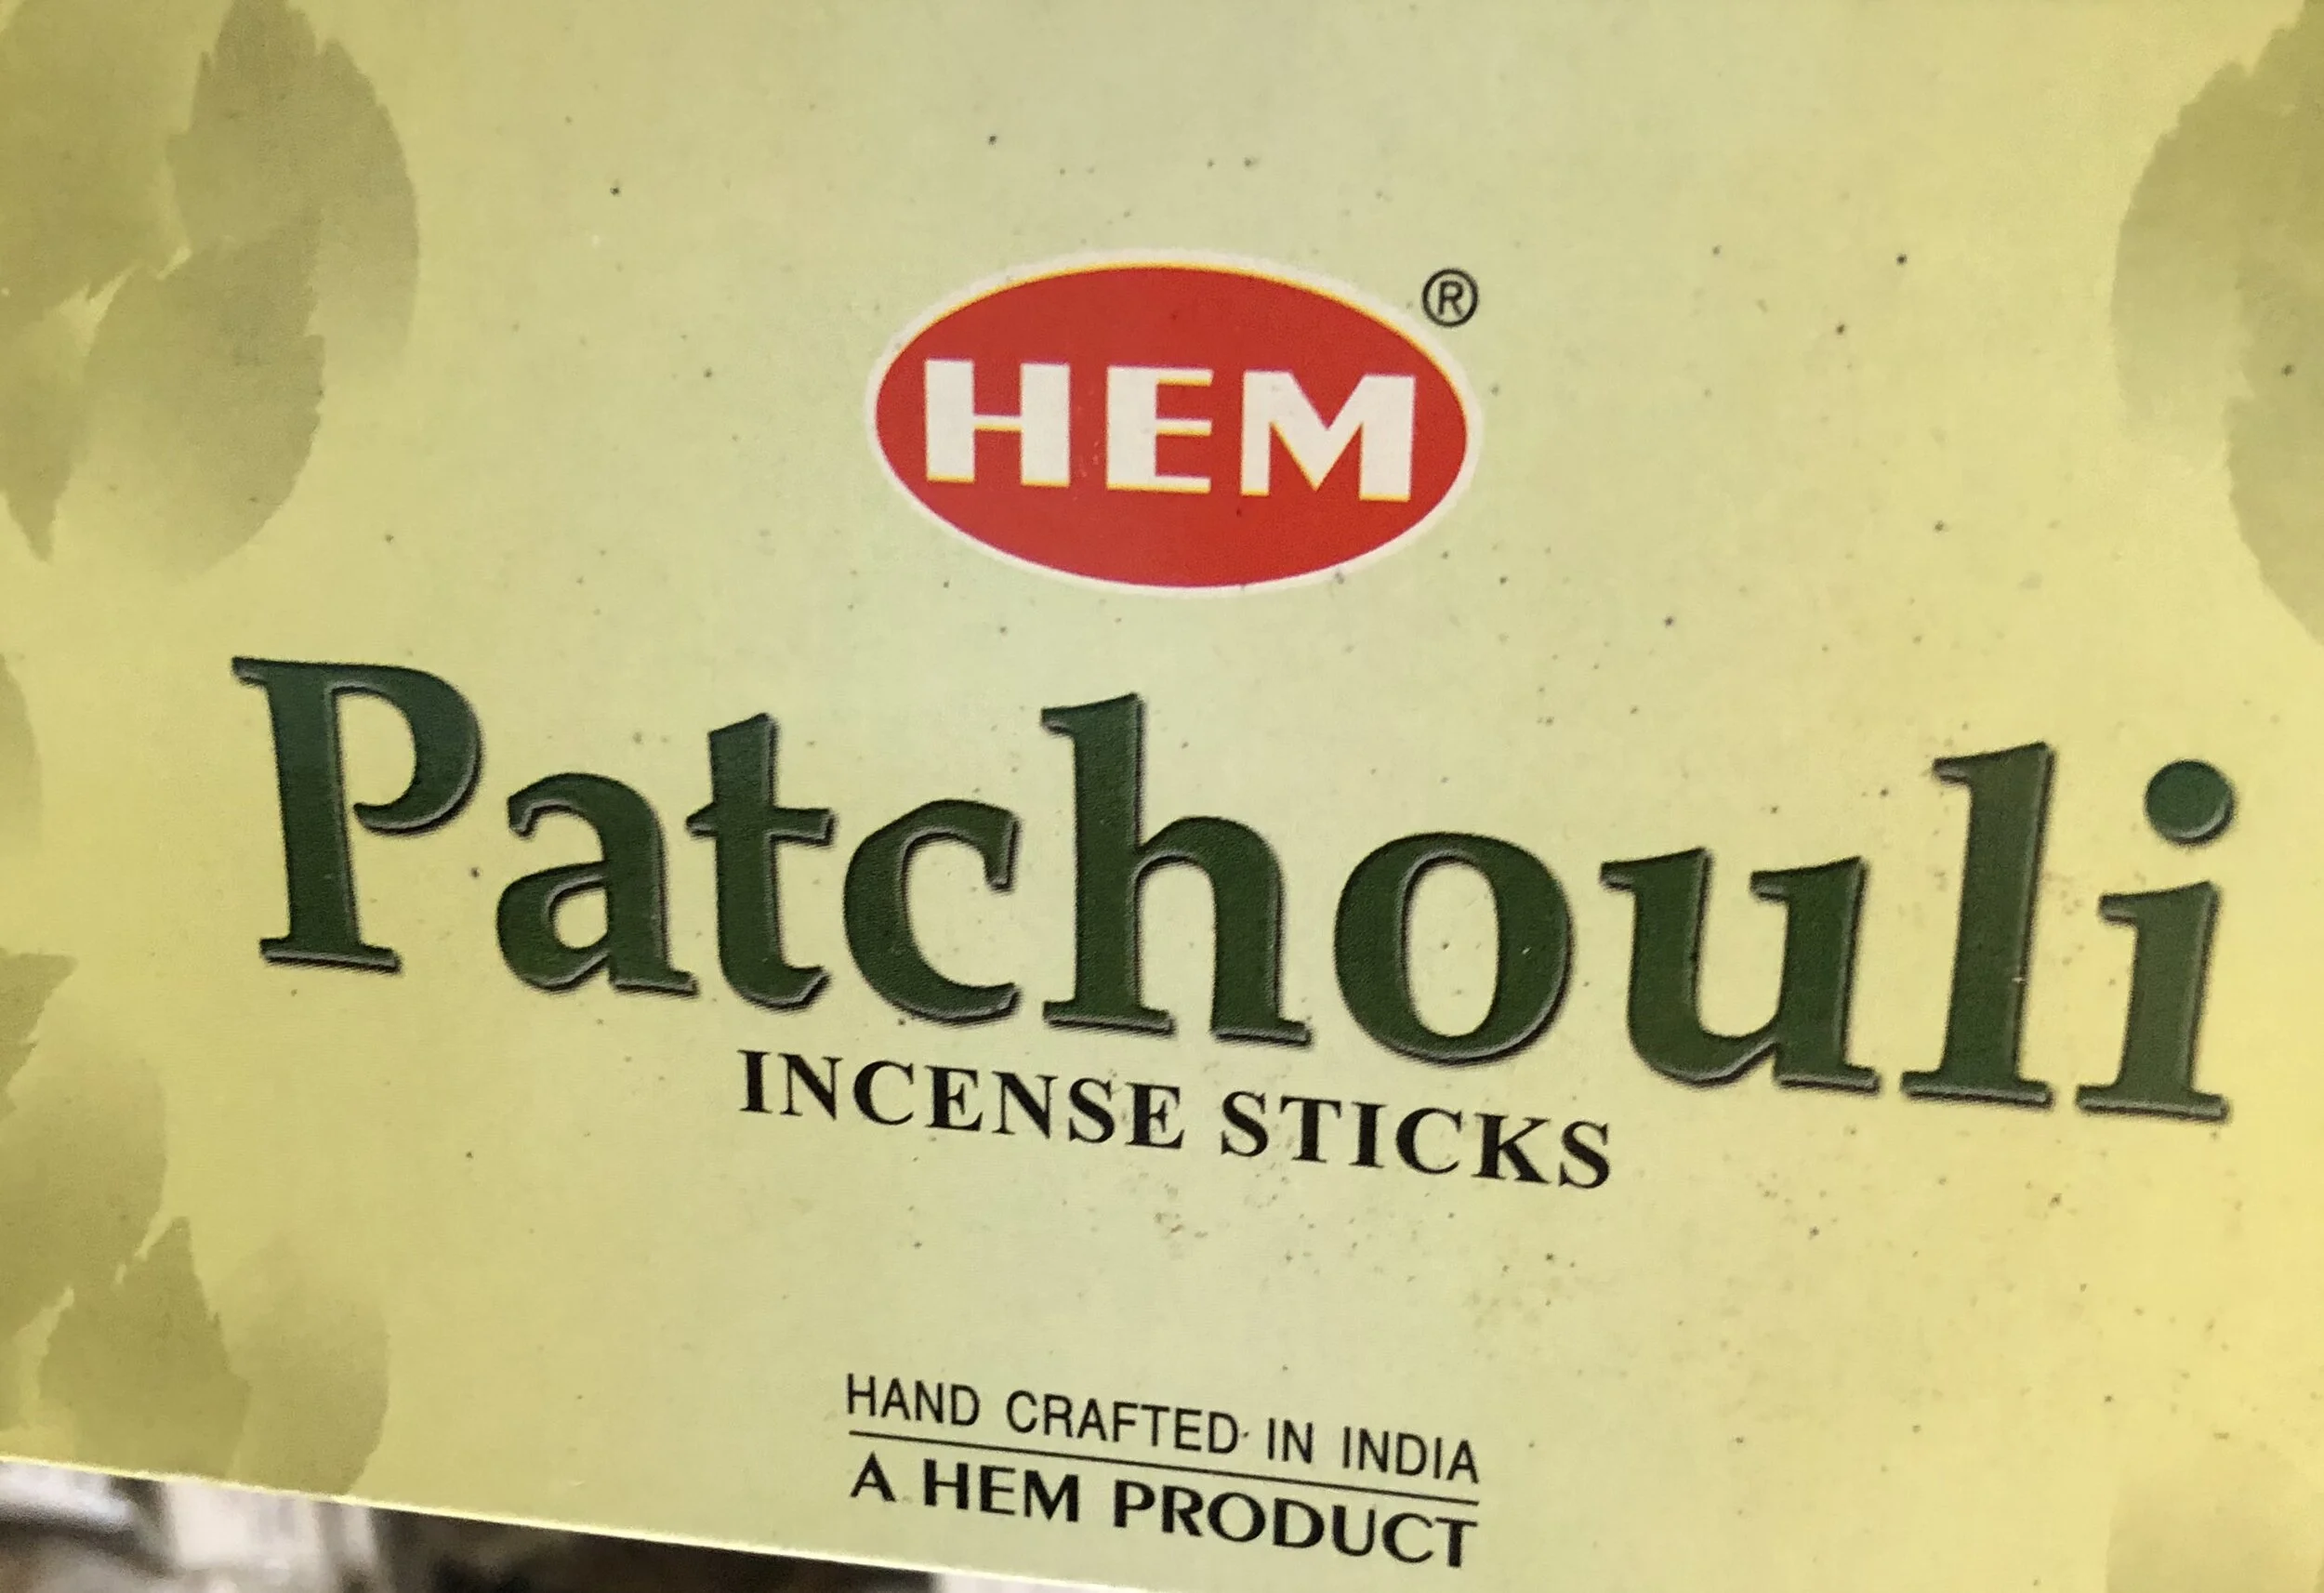 HEM®
Patchouli
INCENSE STICKS
HAND CRAFTED IN INDIA
A HEM PRODUCT